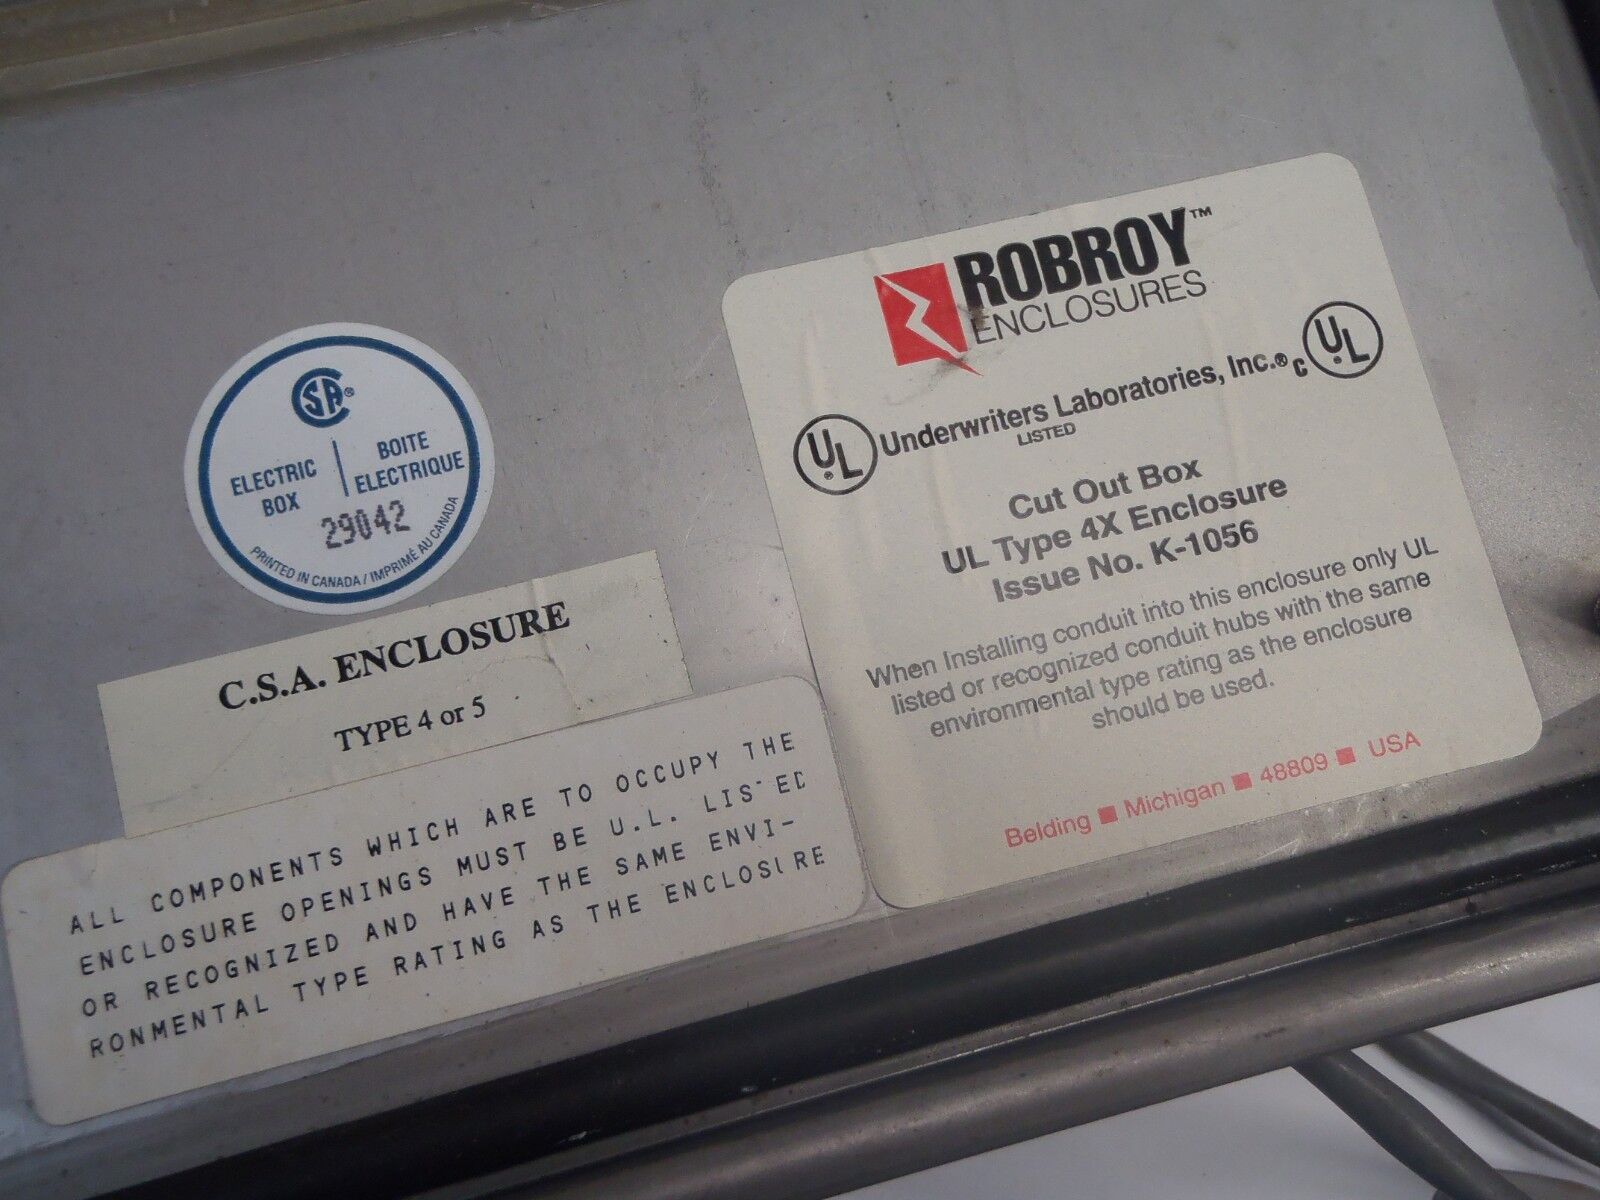 CSA®
ELECTRIC BOX
BOITE ELECTRIQUE
29042
PRINTED IN CANADA / IMPRIMÉ AU CANADA
C.S.A. ENCLOSURE
TYPE 4 or 5
ALL COMPONENTS WHICH ARE TO OCCUPY THE
ENCLOSURE OPENINGS MUST BE U.L. LISTED
OR RECOGNIZED AND HAVE THE SAME ENVI-
RONMENTAL TYPE RATING AS THE ENCLOSURE
ROBROY™
ENCLOSURES
UL® Underwriters Laboratories, Inc.® c UL®
LISTED
Cut Out Box
UL Type 4X Enclosure
Issue No. K-1056
When Installing conduit into this enclosure only UL
listed or recognized conduit hubs with the same
environmental type rating as the enclosure
should be used.
Belding ■ Michigan ■ 48809 ■ USA